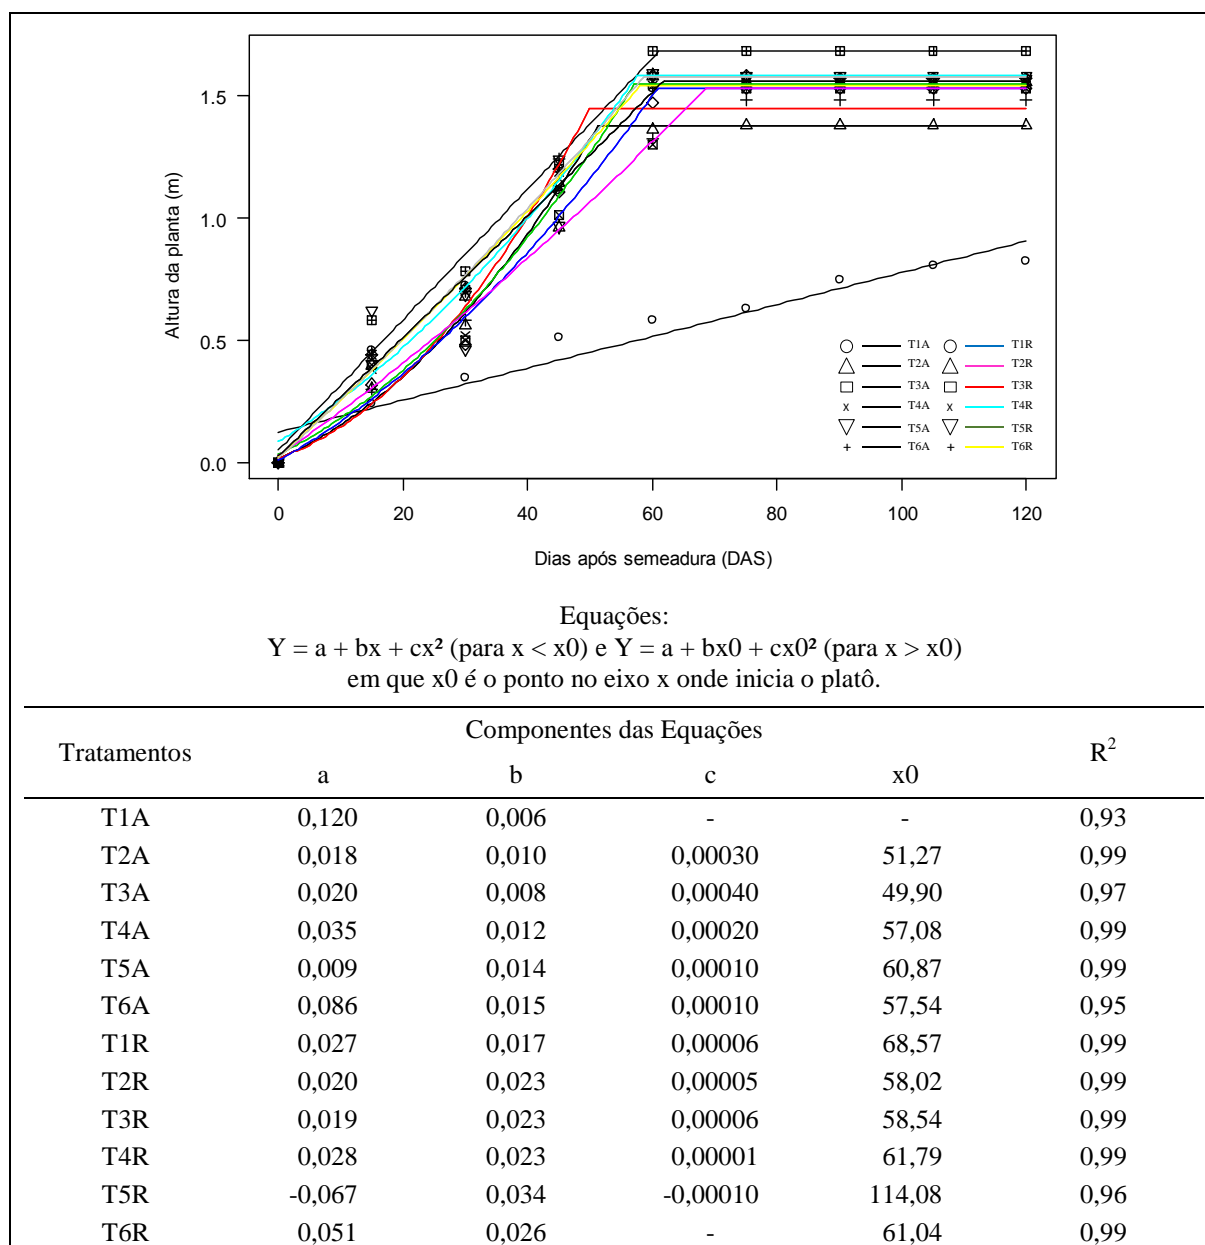 1.5
1.0
0.5
0.0
Altura da planta (m)
0 20 40 60 80 100 120
Dias após semeadura (DAS)
T1A T1R
T2A T2R
T3A T3R
T4A T4R
T5A T5R
T6A T6R
Equações:
Y = a + bx + cx² (para x < x0) e Y = a + bx0 + cx0² (para x > x0)
em que x0 é o ponto no eixo x onde inicia o platô.
Tratamentos Componentes das Equações R²
a b c x0
T1A 0,120 0,006 - - 0,93
T2A 0,018 0,010 0,00030 51,27 0,99
T3A 0,020 0,008 0,00040 49,90 0,97
T4A 0,035 0,012 0,00020 57,08 0,99
T5A 0,009 0,014 0,00010 60,87 0,99
T6A 0,086 0,015 0,00010 57,54 0,95
T1R 0,027 0,017 0,00006 68,57 0,99
T2R 0,020 0,023 0,00005 58,02 0,99
T3R 0,019 0,023 0,00006 58,54 0,99
T4R 0,028 0,023 0,00001 61,79 0,99
T5R -0,067 0,034 -0,00010 114,08 0,96
T6R 0,051 0,026 - 61,04 0,99